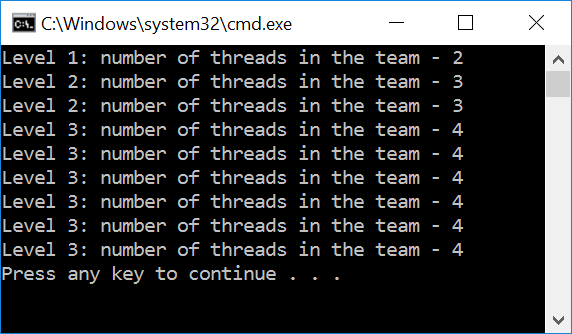 C:\Windows\system32\cmd.exe
Level 1: number of threads in the team - 2
Level 2: number of threads in the team - 3
Level 2: number of threads in the team - 3
Level 3: number of threads in the team - 4
Level 3: number of threads in the team - 4
Level 3: number of threads in the team - 4
Level 3: number of threads in the team - 4
Level 3: number of threads in the team - 4
Level 3: number of threads in the team - 4
Press any key to continue . . .